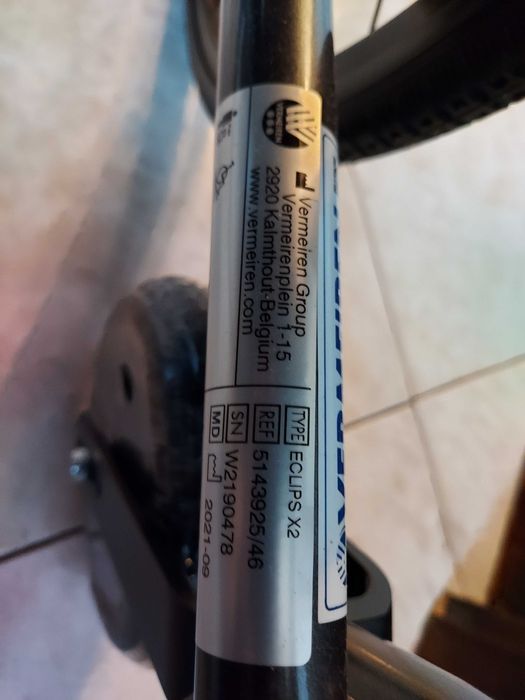 Vermeiren Group
Vermeirenplein 1-15
2920 Kalmthout-Belgium
www.vermeiren.com
TYPE ECLIPS X2
REF 5143925/46
SN W2190478
MD 2021-09